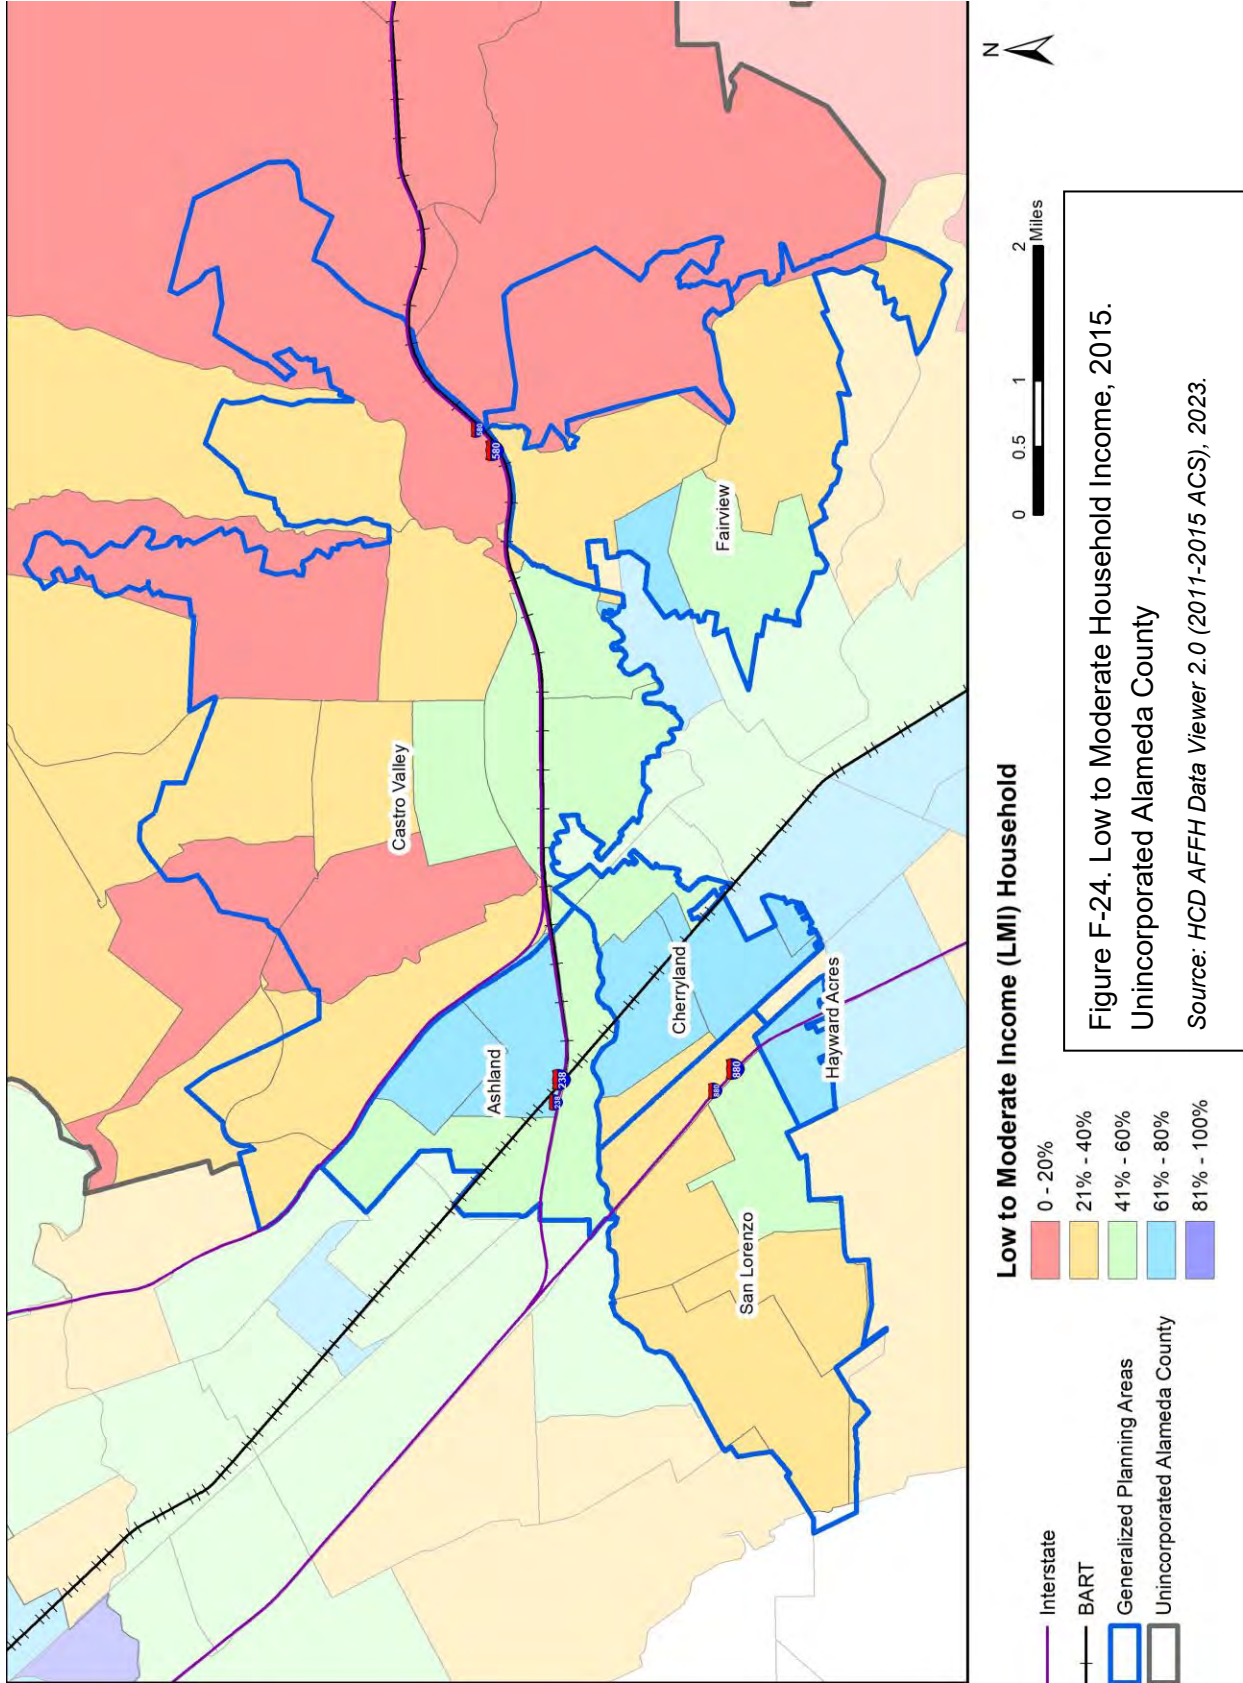 Castro Valley
Ashland
Cherryland
Hayward Acres
San Lorenzo
Fairview
580
580
238
238
880
880
N
0 0.5 1 2
Miles
Low to Moderate Income (LMI) Household
Interstate
BART
Generalized Planning Areas
Unincorporated Alameda County
0 - 20%
21% - 40%
41% - 60%
61% - 80%
81% - 100%
Figure F-24. Low to Moderate Household Income, 2015.
Unincorporated Alameda County
Source: HCD AFFH Data Viewer 2.0 (2011-2015 ACS), 2023.